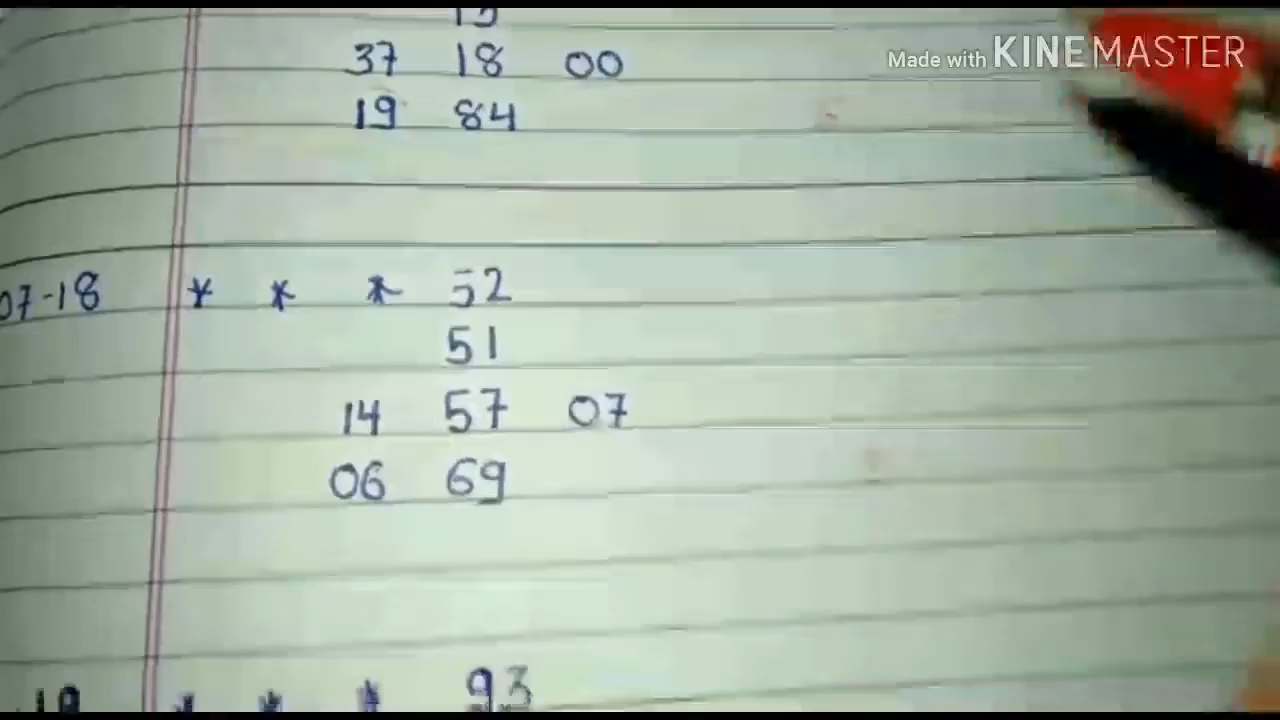 Made with KINEMASTER
37 18 00
19 84
07-18 * * * 52
51
14 57 07
06 69
* * * 93